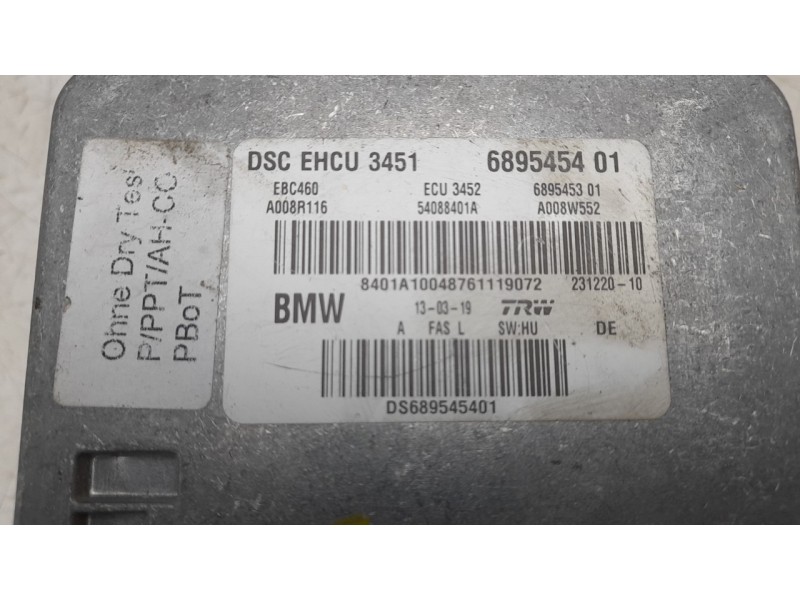 DSC EHCU 3451 6895454 01
EBC460 ECU 3452 6895453 01
A008R116 54088401A A008W552
8401A10048761119072 231220-10
BMW 13-03-19 TRW
A FAS L SW:HU DE
DS689545401
Ohne Dry Test
P/PPT/AH-CC
PBoT